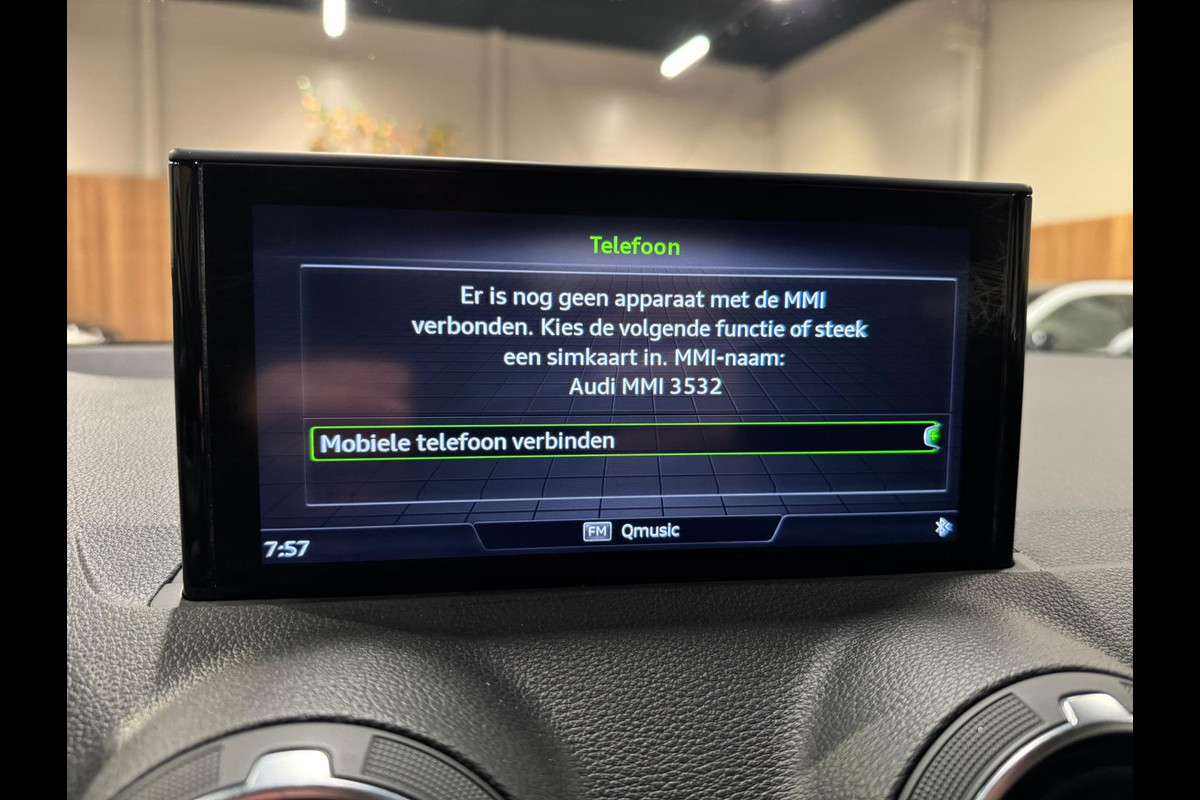 Telefoon
Er is nog geen apparaat met de MMI
verbonden. Kies de volgende functie of steek
een simkaart in. MMI-naam:
Audi MMI 3532
Mobiele telefoon verbinden
FM Qmusic
7:57